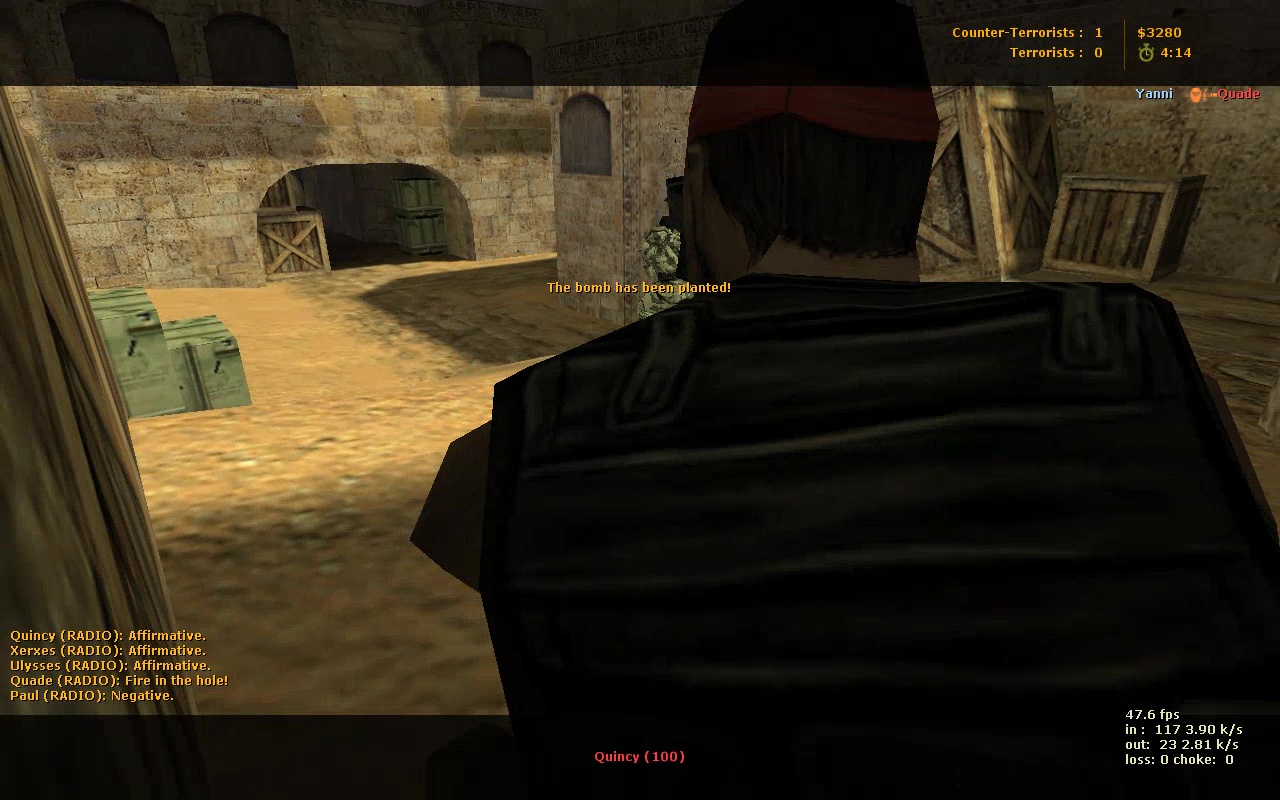 Counter-Terrorists : 1 $3280
Terrorists : 0 4:14
Yanni Quade
The bomb has been planted!
Quincy (RADIO): Affirmative.
Xerxes (RADIO): Affirmative.
Ulysses (RADIO): Affirmative.
Quade (RADIO): Fire in the hole!
Paul (RADIO): Negative.
Quincy (100)
47.6 fps
in : 117 3.90 k/s
out: 23 2.81 k/s
loss: 0 choke: 0